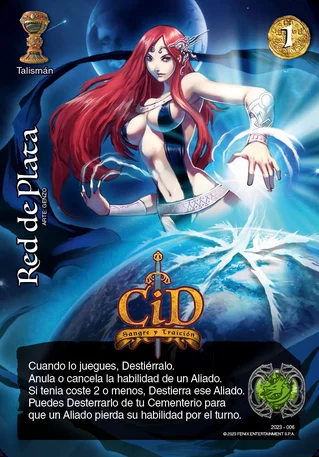 Talismán
1
Red de Plata
ARTE: GENZO
CiD
Sangre y Traición
Cuando lo juegues, Destiérralo.
Anula o cancela la habilidad de un Aliado.
Si tenía coste 2 o menos, Destierra ese Aliado.
Puedes Desterrarlo de tu Cementerio para
que un Aliado pierda su habilidad por el turno.
2023 - 006
©2023 FENIX ENTERTAINMENT S.P.A